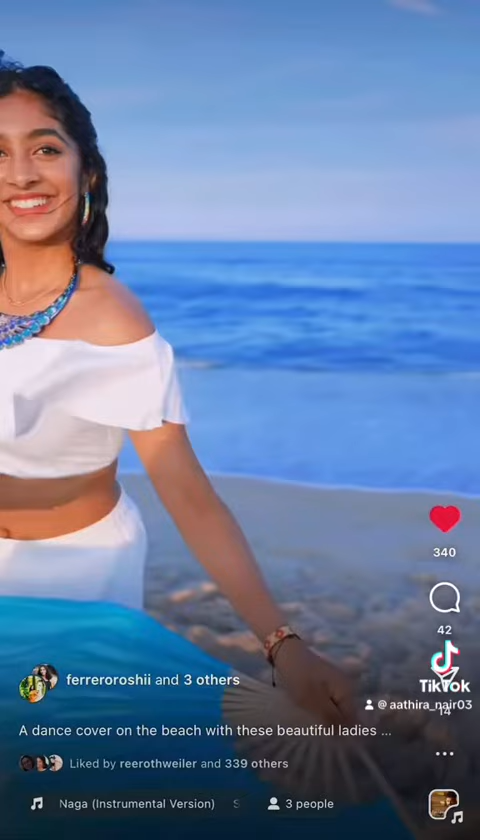 340
42
TikTok
@aathira_nair03
14
ferreroroshii and 3 others
A dance cover on the beach with these beautiful ladies ...
Liked by reerothweiler and 339 others
Naga (Instrumental Version) S
3 people